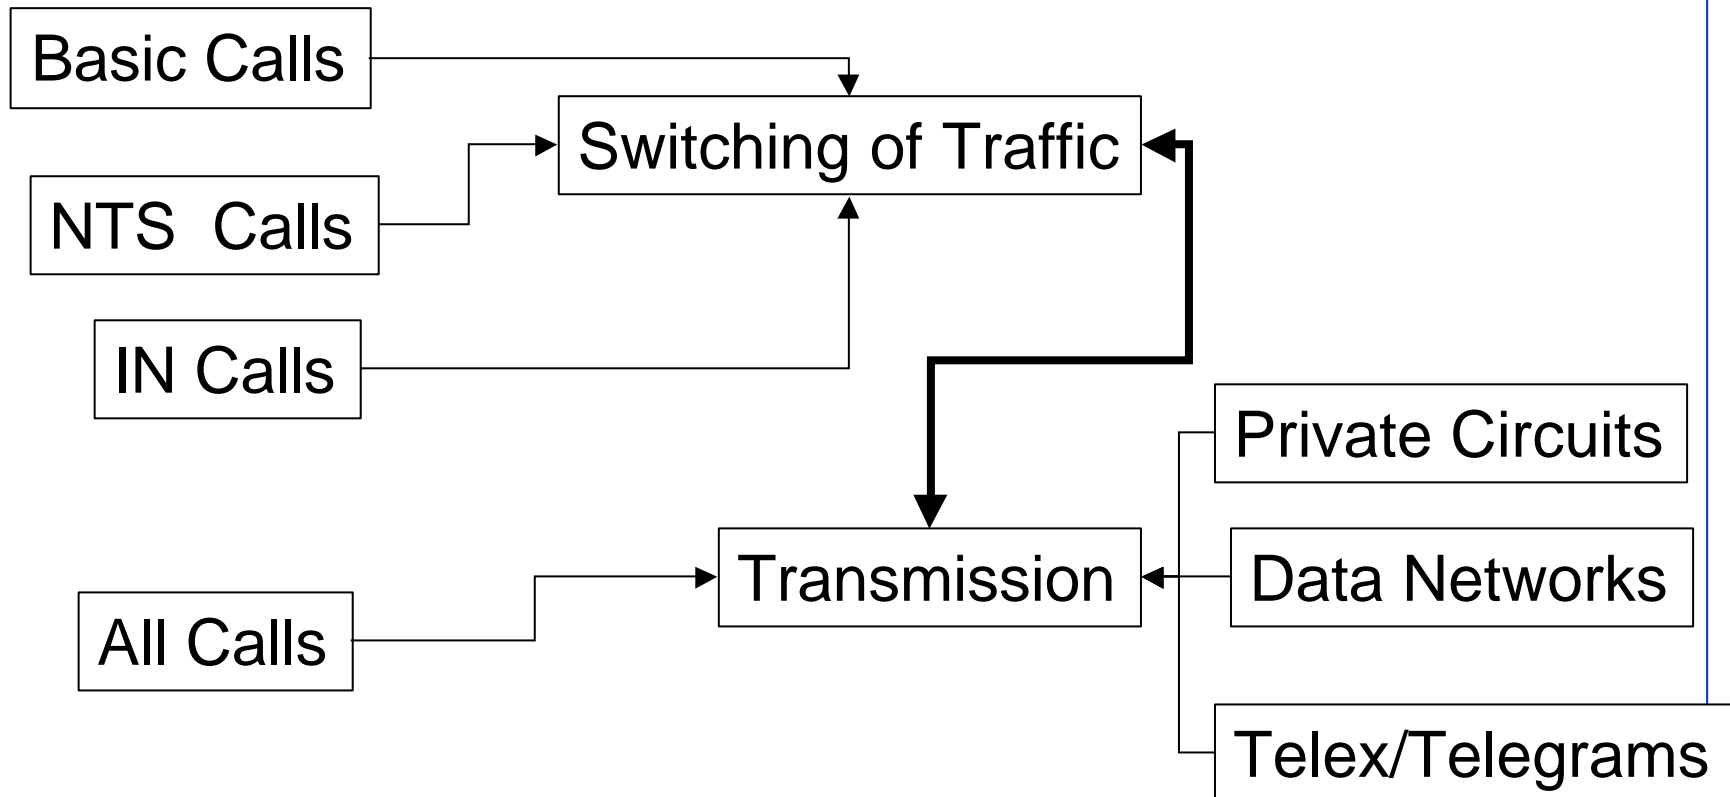 Basic Calls
Switching of Traffic
NTS  Calls
IN Calls
Private Circuits
Transmission
Data Networks
All Calls
Telex/Telegrams